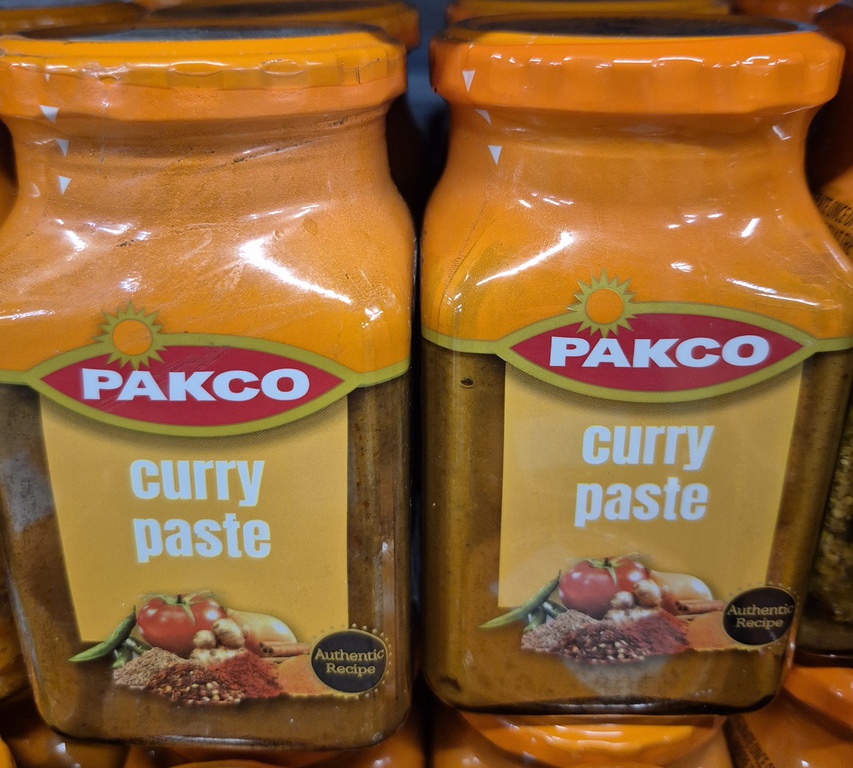 PAKCO
curry
paste
Authentic
Recipe
PAKCO
curry
paste
Authentic
Recipe